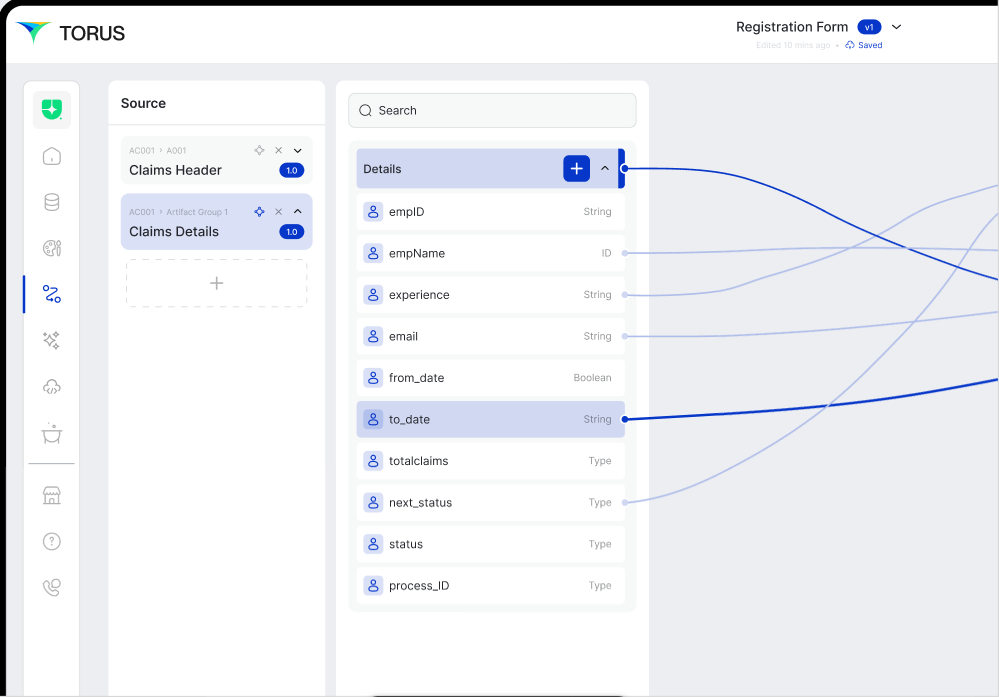 TORUS
Registration Form v1
Edited 10 mins ago • Saved
Source
AC001 › A001
Claims Header 1.0
AC001 › Artifact Group 1
Claims Details 1.0
Search
Details
empID String
empName ID
experience String
email String
from_date Boolean
to_date String
totalclaims Type
next_status Type
status Type
process_ID Type